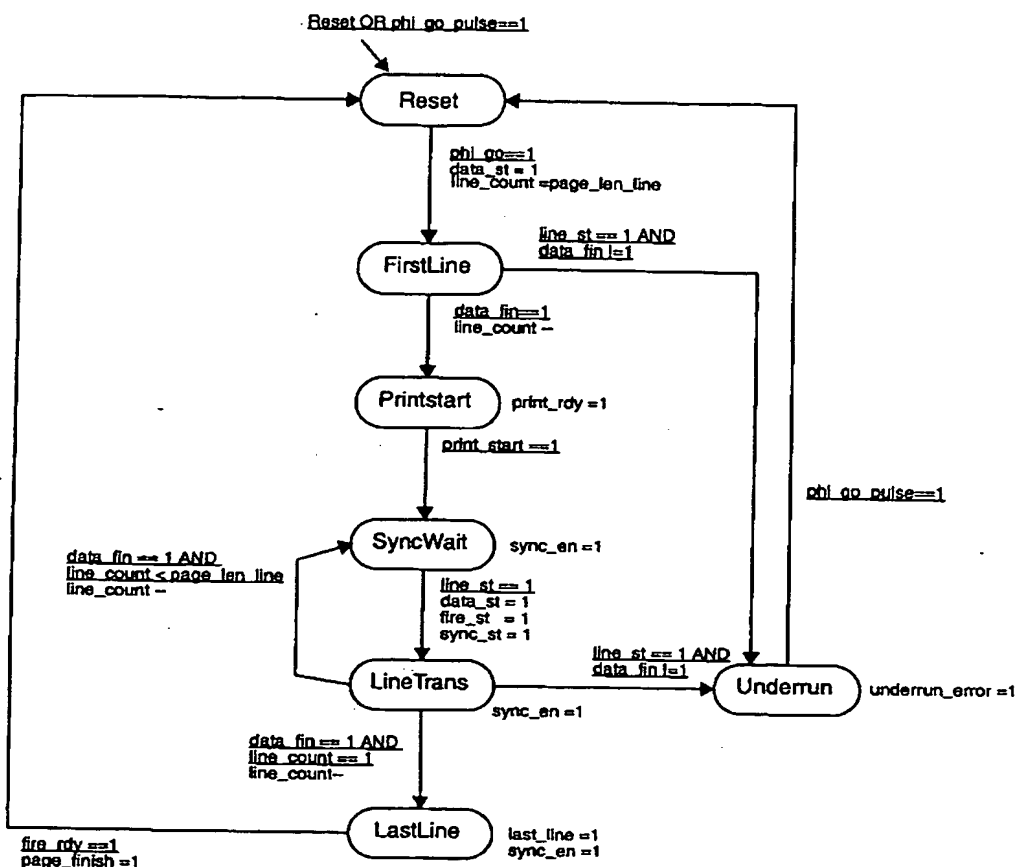 Reset OR phi_go_pulse==1
Reset
phi_go==1
data_st = 1
line_count =page_len_line
line_st == 1 AND
data_fin !=1
FirstLine
data_fin==1
line_count --
Printstart
print_rdy =1
print_start ==1
phi_go_pulse==1
SyncWait
sync_en =1
data_fin == 1 AND
line_count < page_len_line
line_count --
line_st == 1
data_st = 1
fire_st = 1
sync_st = 1
line_st == 1 AND
data_fin !=1
LineTrans
sync_en =1
Underrun
underrun_error =1
data_fin == 1 AND
line_count == 1
line_count--
LastLine
last_line =1
sync_en =1
fire_rdy ==1
page_finish =1